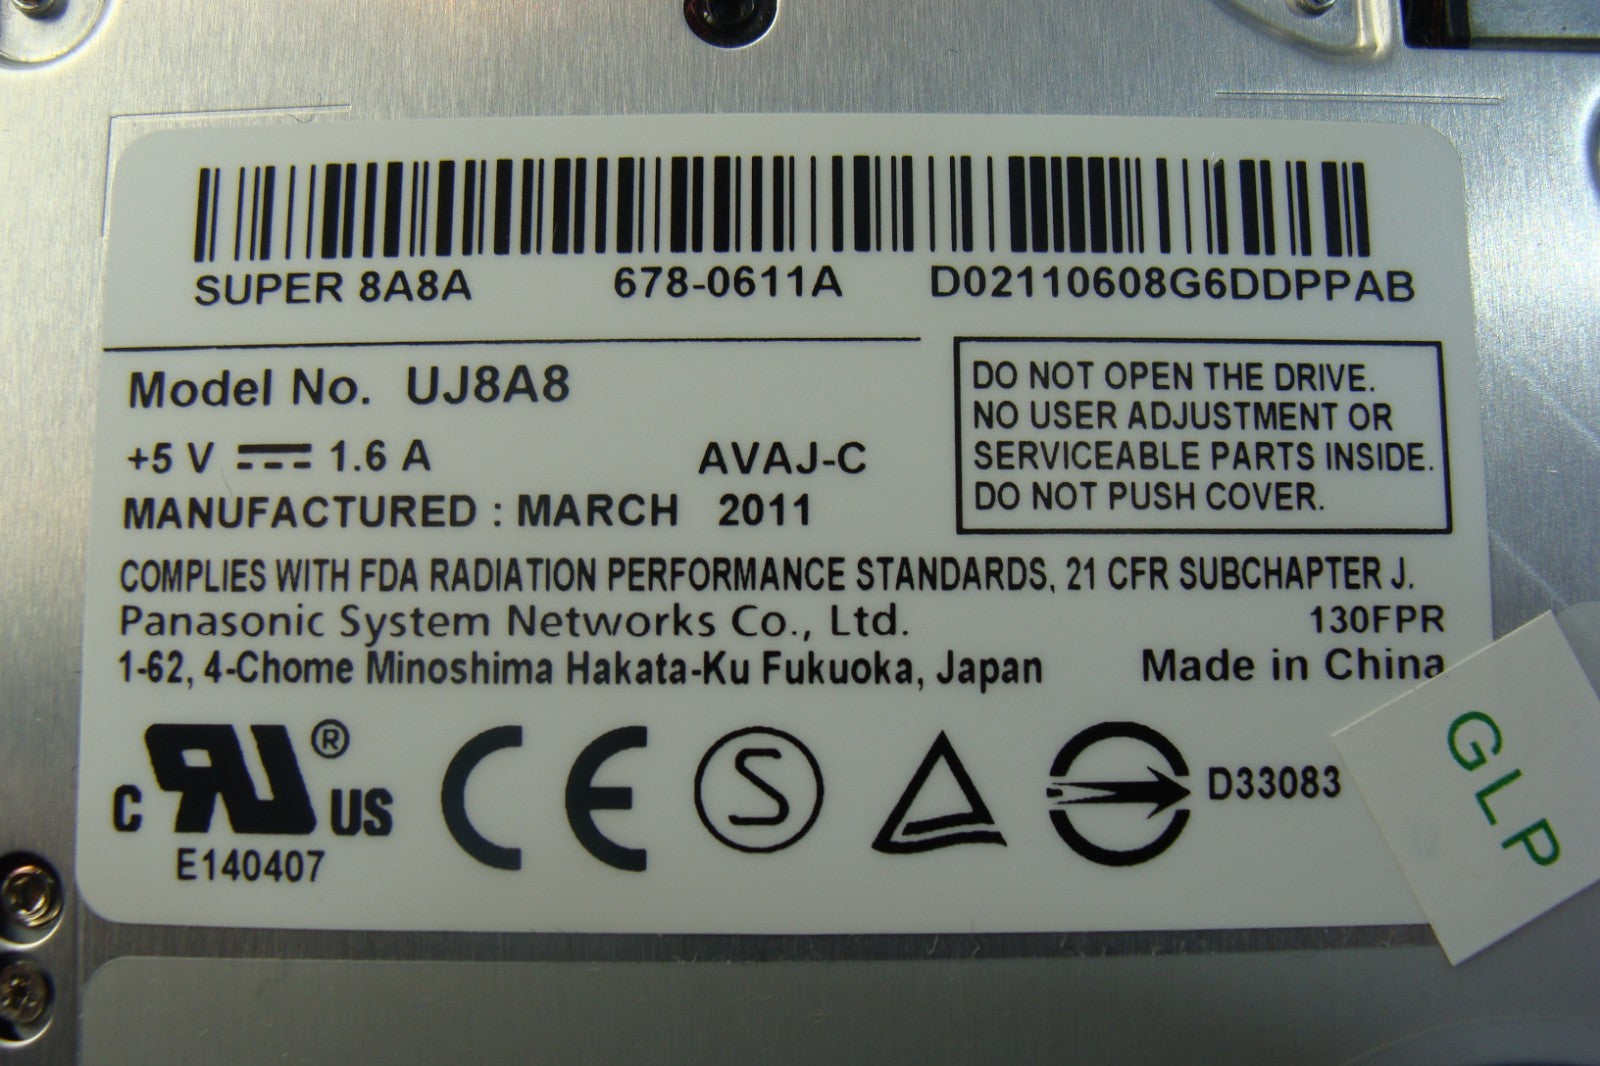 SUPER 8A8A 678-0611A D02110608G6DDPPAB
Model No. UJ8A8
+5 V 1.6 A AVAJ-C
MANUFACTURED : MARCH 2011
DO NOT OPEN THE DRIVE.
NO USER ADJUSTMENT OR
SERVICEABLE PARTS INSIDE.
DO NOT PUSH COVER.
COMPLIES WITH FDA RADIATION PERFORMANCE STANDARDS, 21 CFR SUBCHAPTER J.
Panasonic System Networks Co., Ltd. 130FPR
1-62, 4-Chome Minoshima Hakata-Ku Fukuoka, Japan Made in China
C RU® US CE S D33083
E140407
GLP